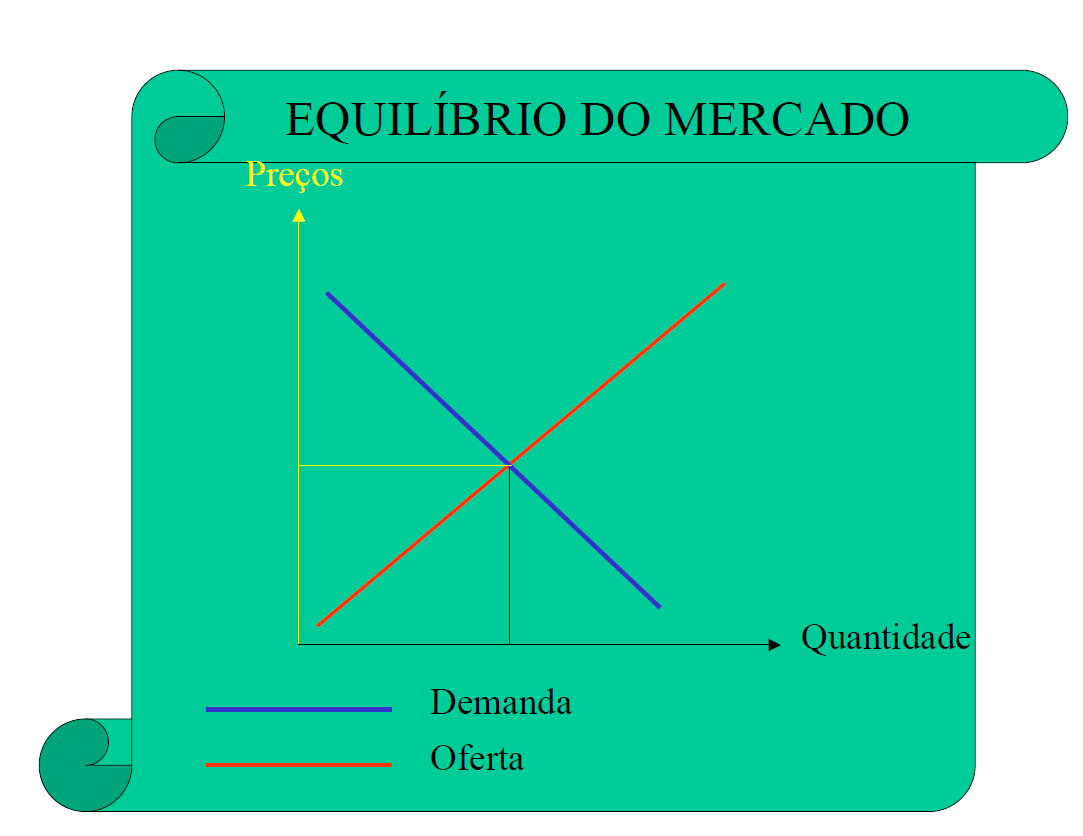 EQUILÍBRIO DO MERCADO
Preços
Quantidade
Demanda
Oferta